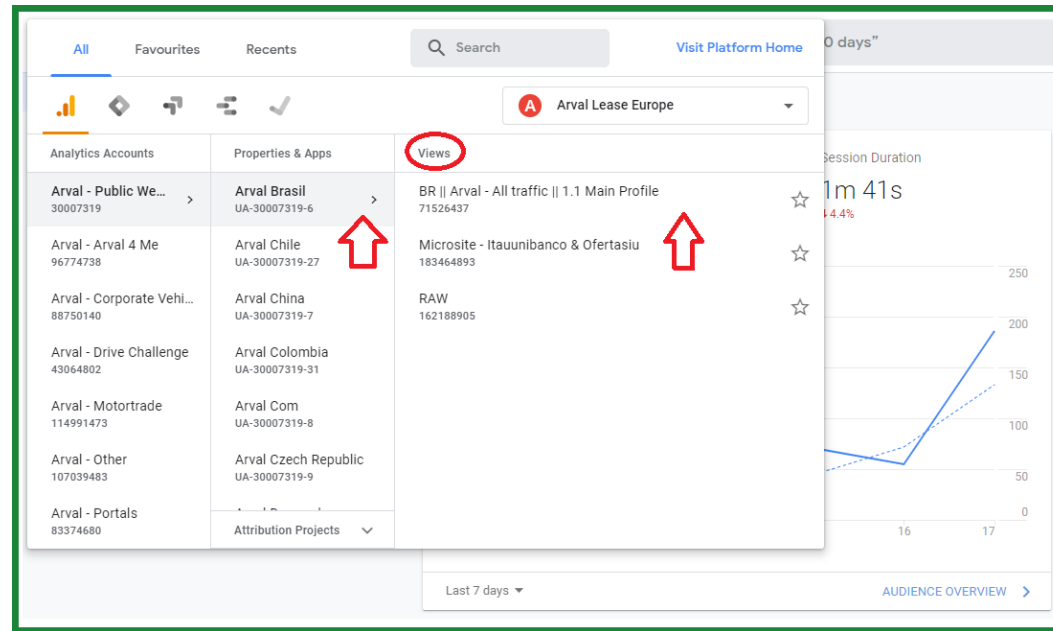 All Favourites Recents Search Visit Platform Home
0 days"
A Arval Lease Europe
Analytics Accounts Properties & Apps Views
Arval - Public We...
30007319
Arval - Arval 4 Me
96774738
Arval - Corporate Vehi...
88750140
Arval - Drive Challenge
43064802
Arval - Motortrade
114991473
Arval - Other
107039483
Arval - Portals
83374680
Arval Brasil
UA-30007319-6
Arval Chile
UA-30007319-27
Arval China
UA-30007319-7
Arval Colombia
UA-30007319-31
Arval Com
UA-30007319-8
Arval Czech Republic
UA-30007319-9
Attribution Projects
BR || Arval - All traffic || 1.1 Main Profile
71526437
Microsite - Itaunibanco & Ofertasiu
183464893
RAW
162188905
Session Duration
1m 41s
4.4%
250
200
150
100
50
0
16 17
Last 7 days AUDIENCE OVERVIEW